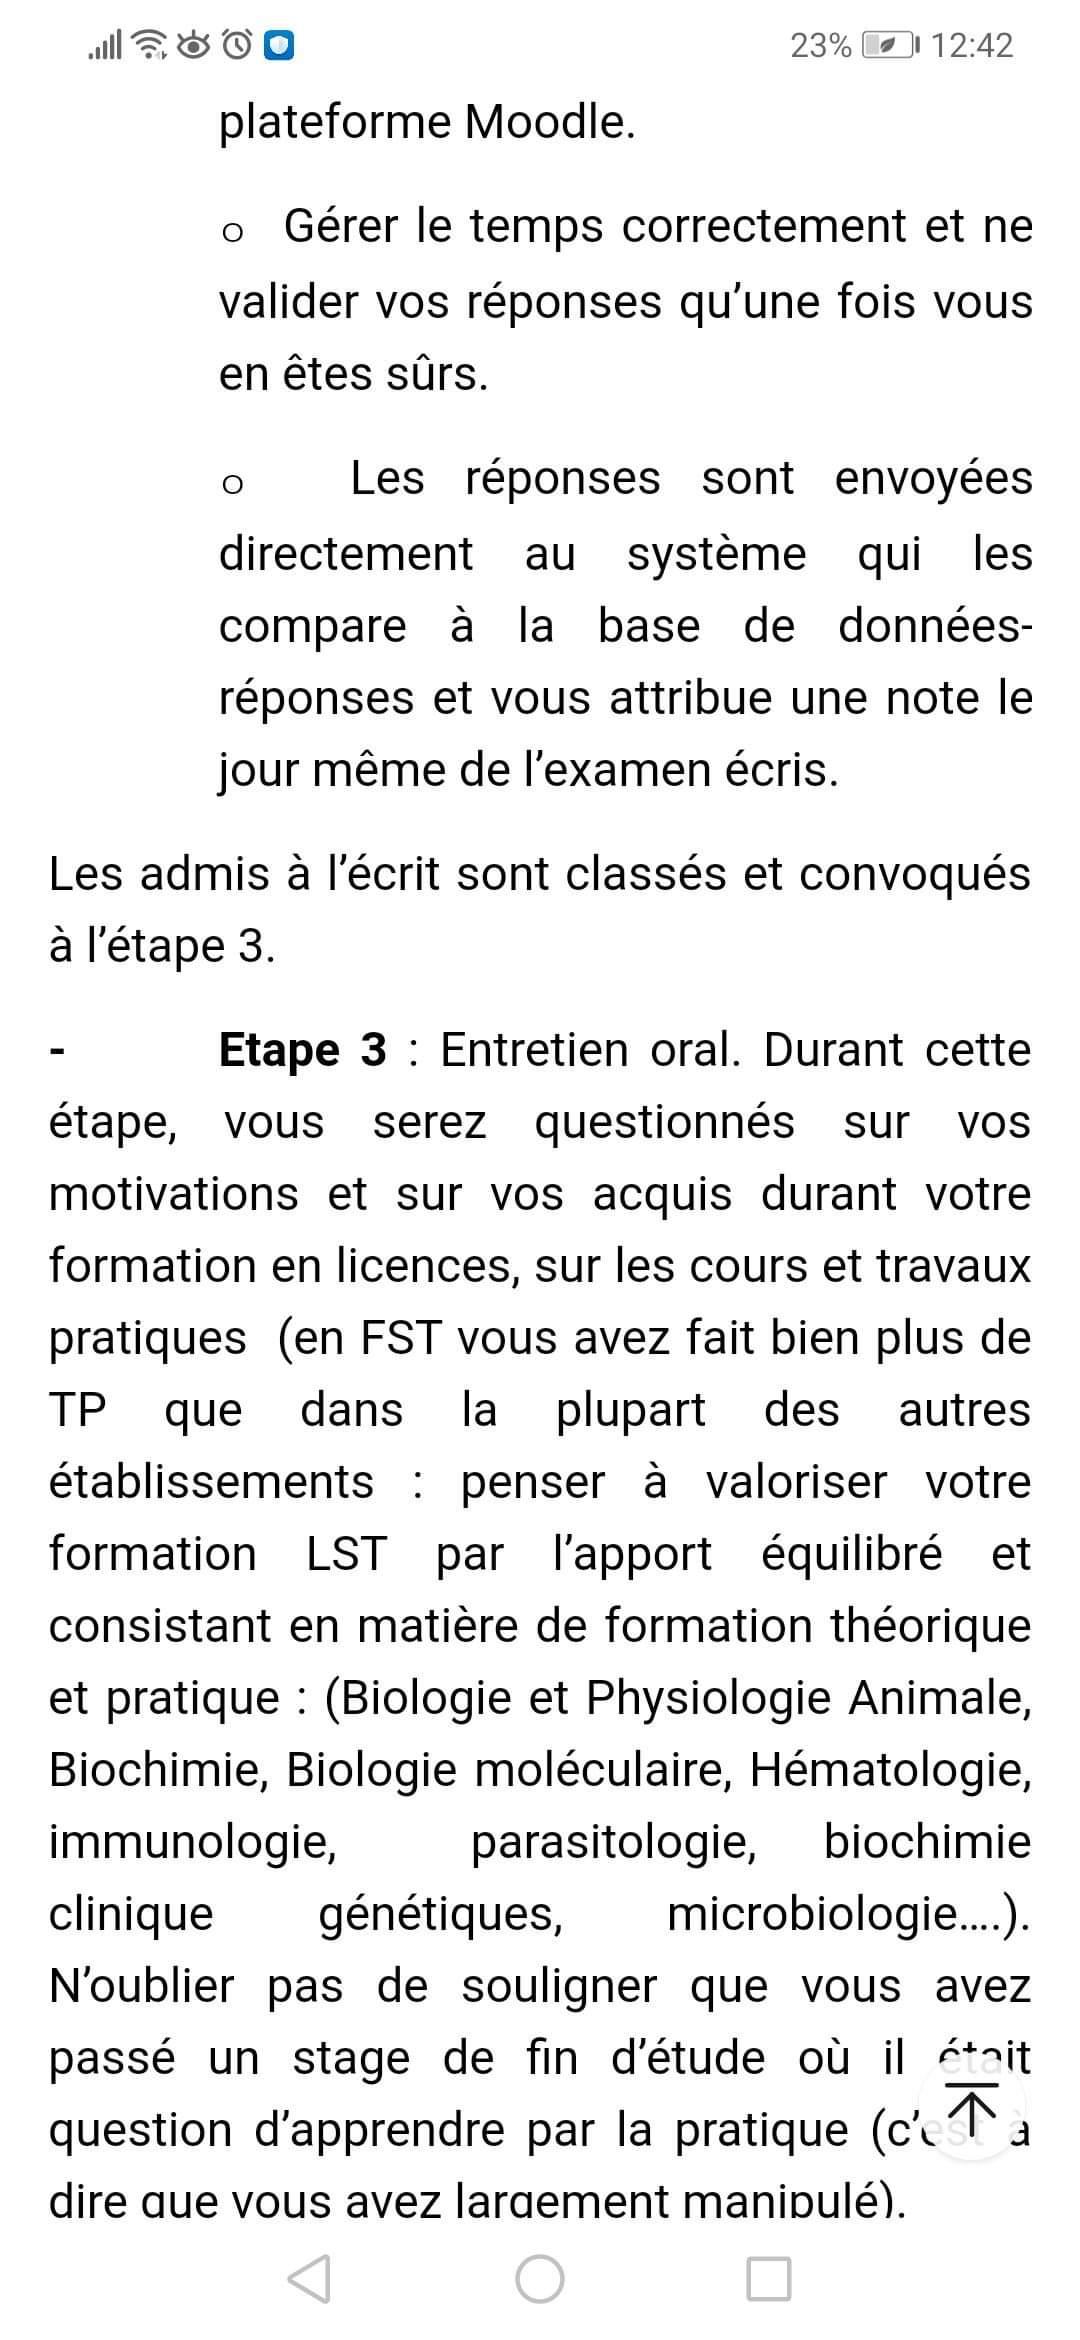 23% 12:42
plateforme Moodle.
o Gérer le temps correctement et ne
valider vos réponses qu’une fois vous
en êtes sûrs.
o Les réponses sont envoyées
directement au système qui les
compare à la base de données-
réponses et vous attribue une note le
jour même de l’examen écris.
Les admis à l’écrit sont classés et convoqués
à l’étape 3.
- Etape 3 : Entretien oral. Durant cette
étape, vous serez questionnés sur vos
motivations et sur vos acquis durant votre
formation en licences, sur les cours et travaux
pratiques (en FST vous avez fait bien plus de
TP que dans la plupart des autres
établissements : penser à valoriser votre
formation LST par l’apport équilibré et
consistant en matière de formation théorique
et pratique : (Biologie et Physiologie Animale,
Biochimie, Biologie moléculaire, Hématologie,
immunologie, parasitologie, biochimie
clinique génétiques, microbiologie....).
N’oublier pas de souligner que vous avez
passé un stage de fin d’étude où il était
question d’apprendre par la pratique (c’est à
dire que vous avez largement manipulé).